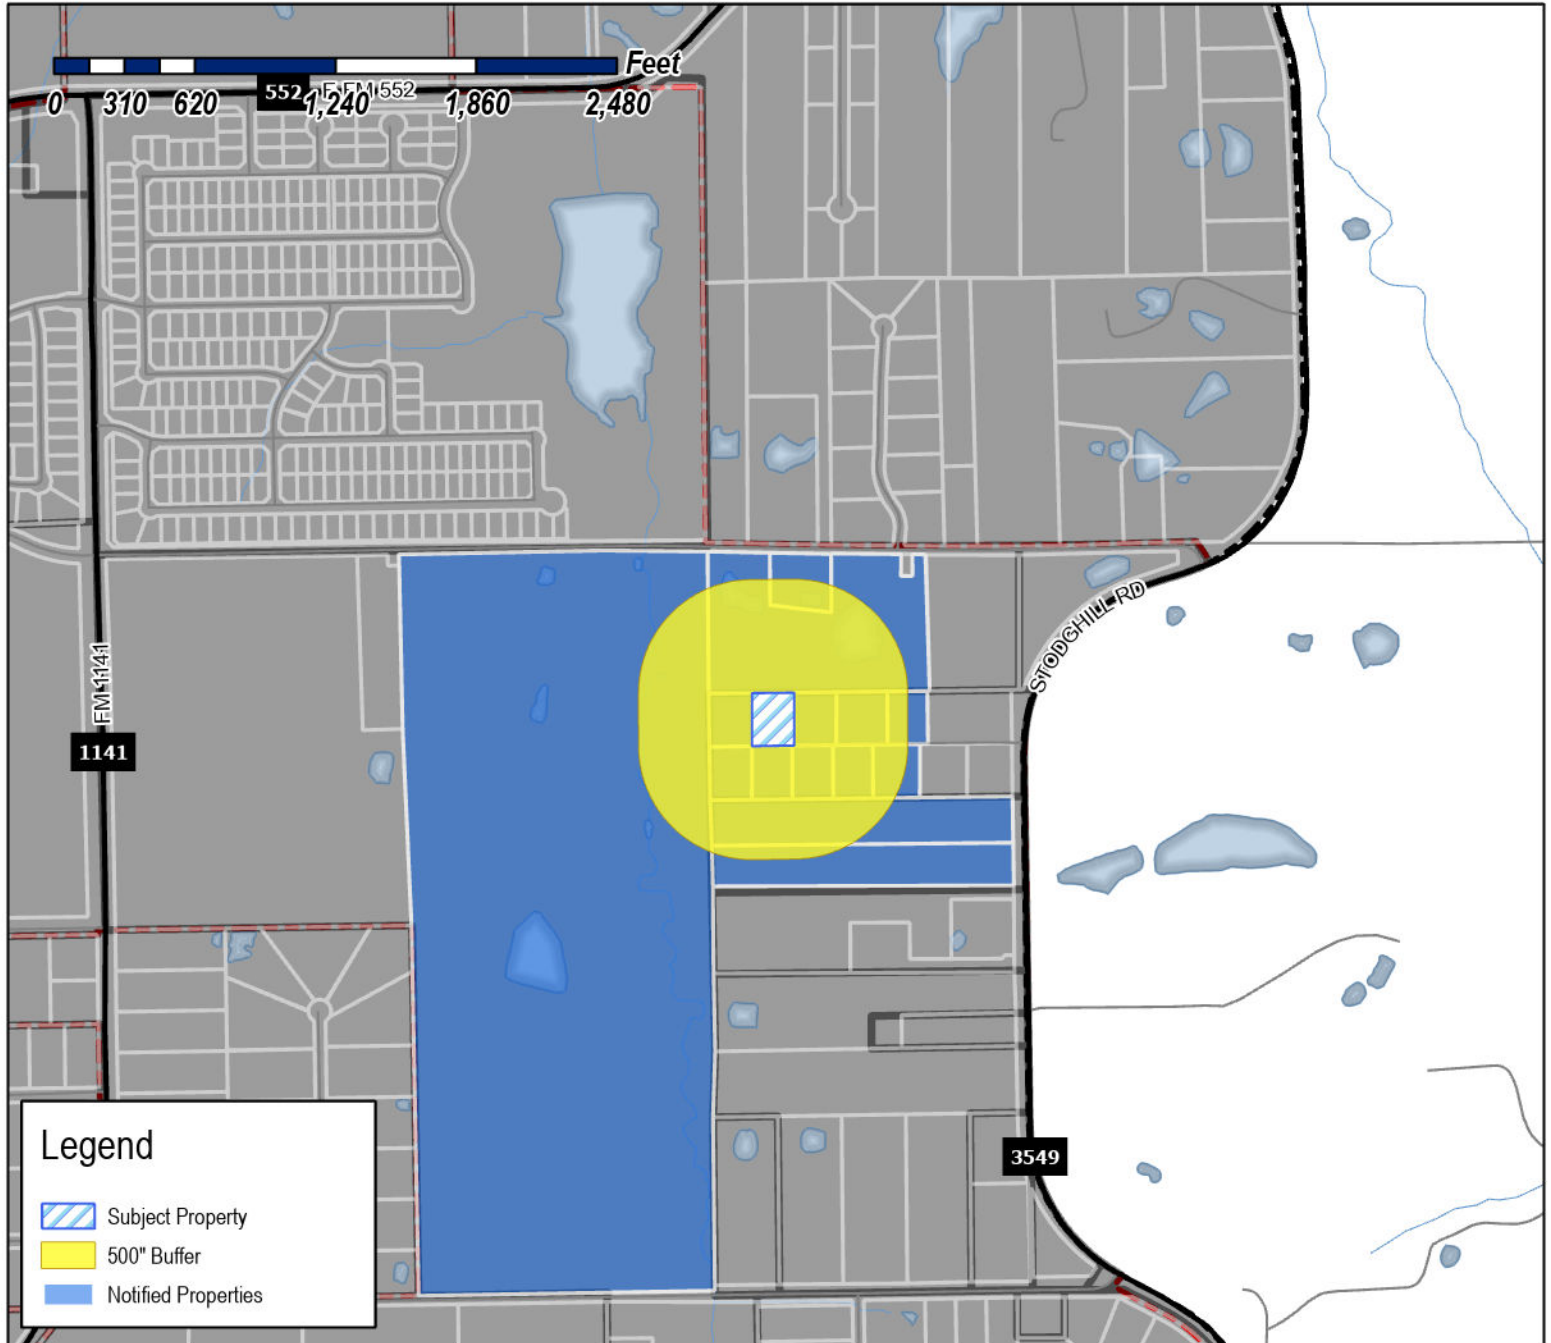 Feet
552
E FM 552
0 310 620 1,240 1,860 2,480
STODGHILL RD
FM 1141
1141
3549
Legend
Subject Property
500" Buffer
Notified Properties